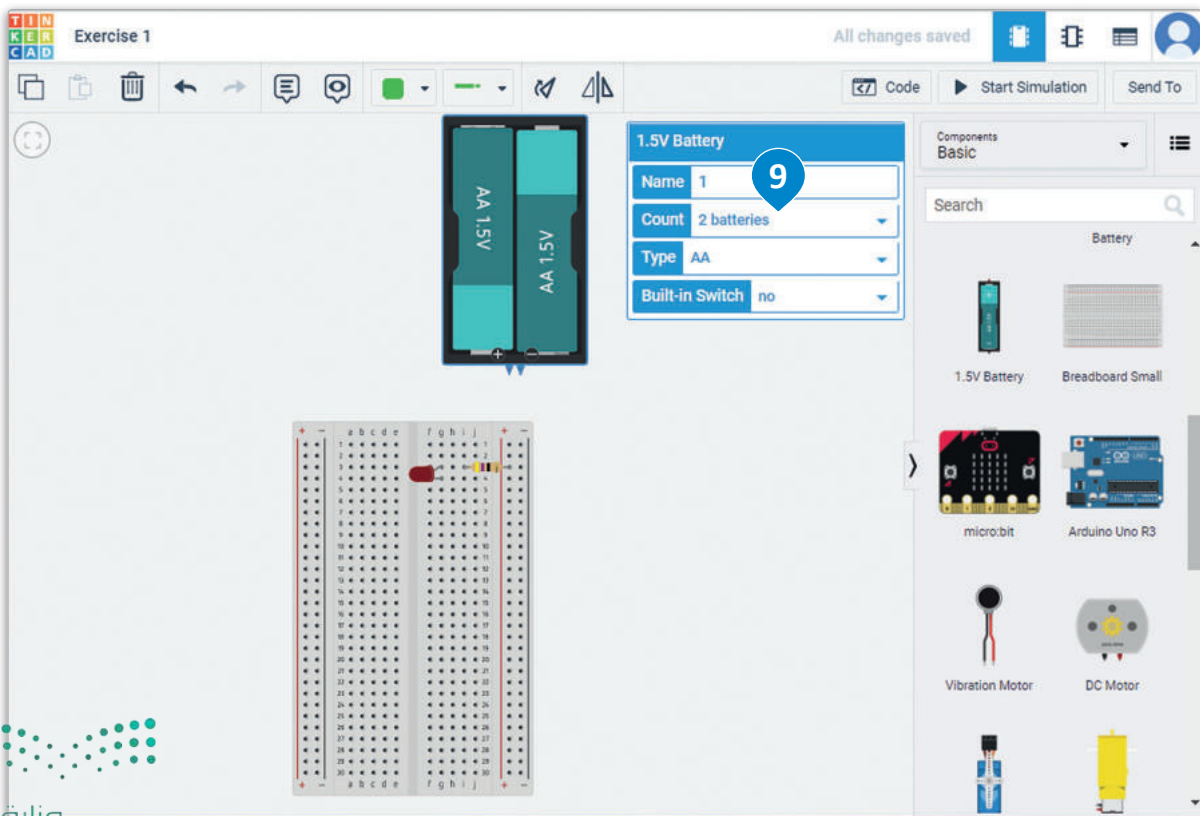 TIN
KER
CAD
Exercise 1
All changes saved
Code
Start Simulation
Send To
1.5V Battery
Name 1
9
Count 2 batteries
Type AA
Built-in Switch no
AA 1.5V
AA 1.5V
+ −
Components
Basic
Search
Battery
1.5V Battery
Breadboard Small
micro:bit
Arduino Uno R3
Vibration Motor
DC Motor
+ − a b c d e f g h i j + −
+ − a b c d e f g h i j + −